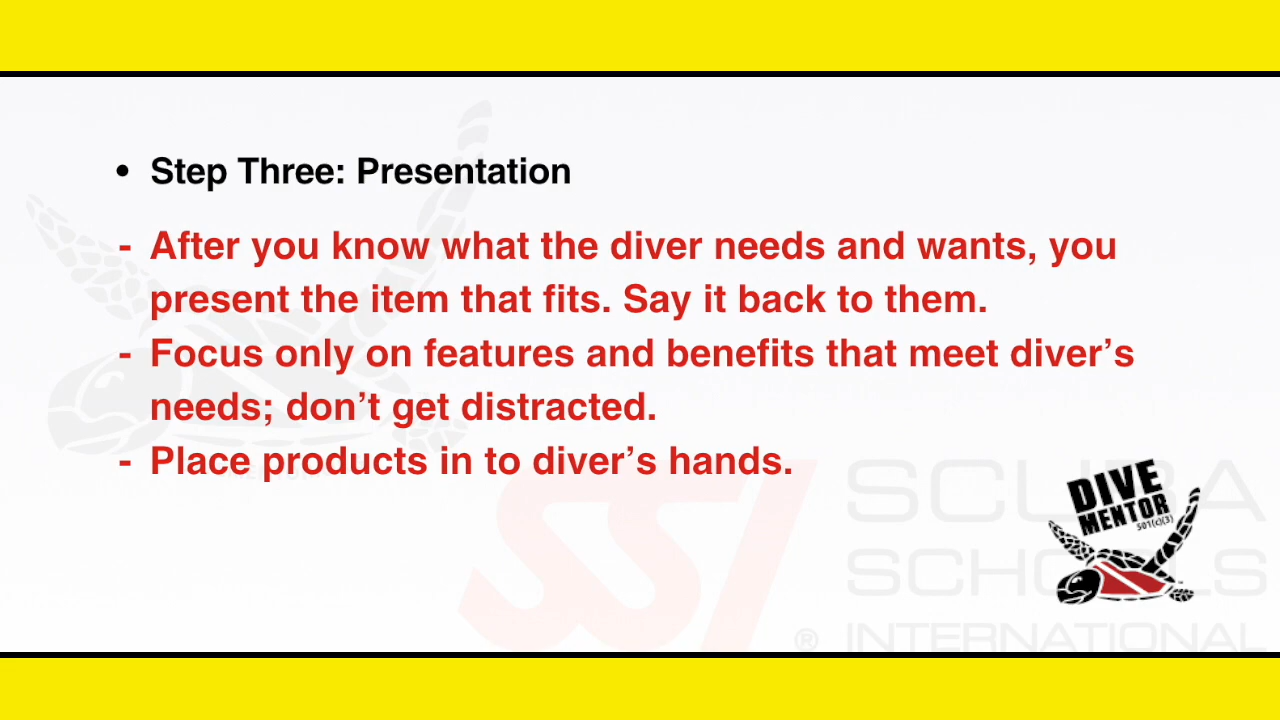 • Step Three: Presentation
- After you know what the diver needs and wants, you
present the item that fits. Say it back to them.
- Focus only on features and benefits that meet diver’s
needs; don’t get distracted.
- Place products in to diver’s hands.
DIVE
MENTOR
501(c)(3)
SSI
SCUBA
SCHOOLS
® INTERNATIONAL